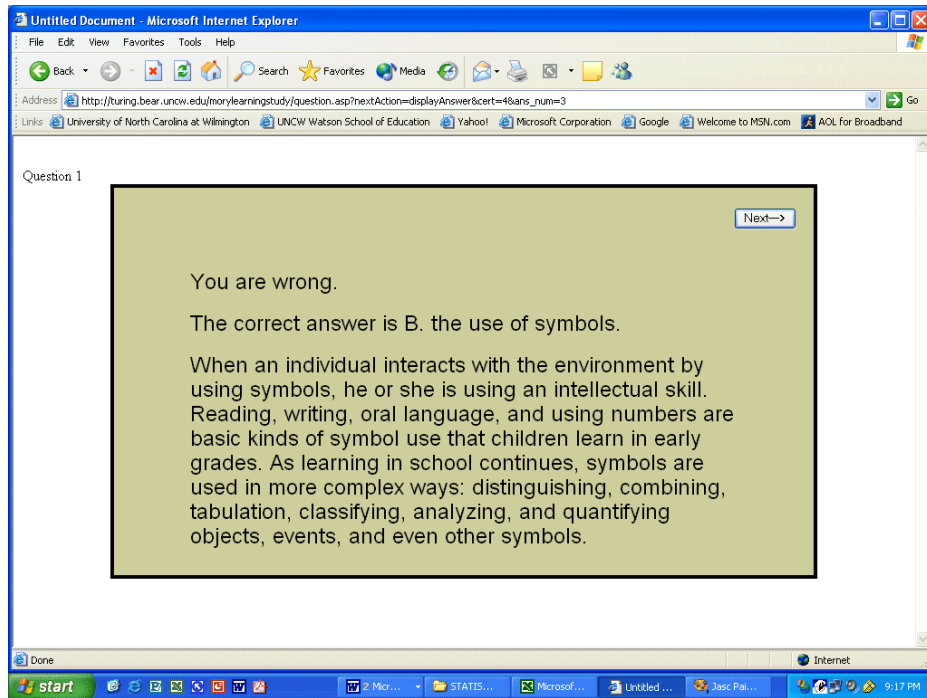 Untitled Document - Microsoft Internet Explorer
File Edit View Favorites Tools Help
Back Search Favorites Media
Address http://turing.bear.uncw.edu/morylearningstudy/question.asp?nextAction=displayAnswer&cert=4&ans_num=3 Go
Links University of North Carolina at Wilmington UNCW Watson School of Education Yahoo! Microsoft Corporation Google Welcome to MSN.com AOL for Broadband
Question 1
Next-->
You are wrong.
The correct answer is B. the use of symbols.
When an individual interacts with the environment by
using symbols, he or she is using an intellectual skill.
Reading, writing, oral language, and using numbers are
basic kinds of symbol use that children learn in early
grades. As learning in school continues, symbols are
used in more complex ways: distinguishing, combining,
tabulation, classifying, analyzing, and quantifying
objects, events, and even other symbols.
Done Internet
start 2 Micr... STATIS... Microsof... Untitled ... Jasc Pai... 9:17 PM